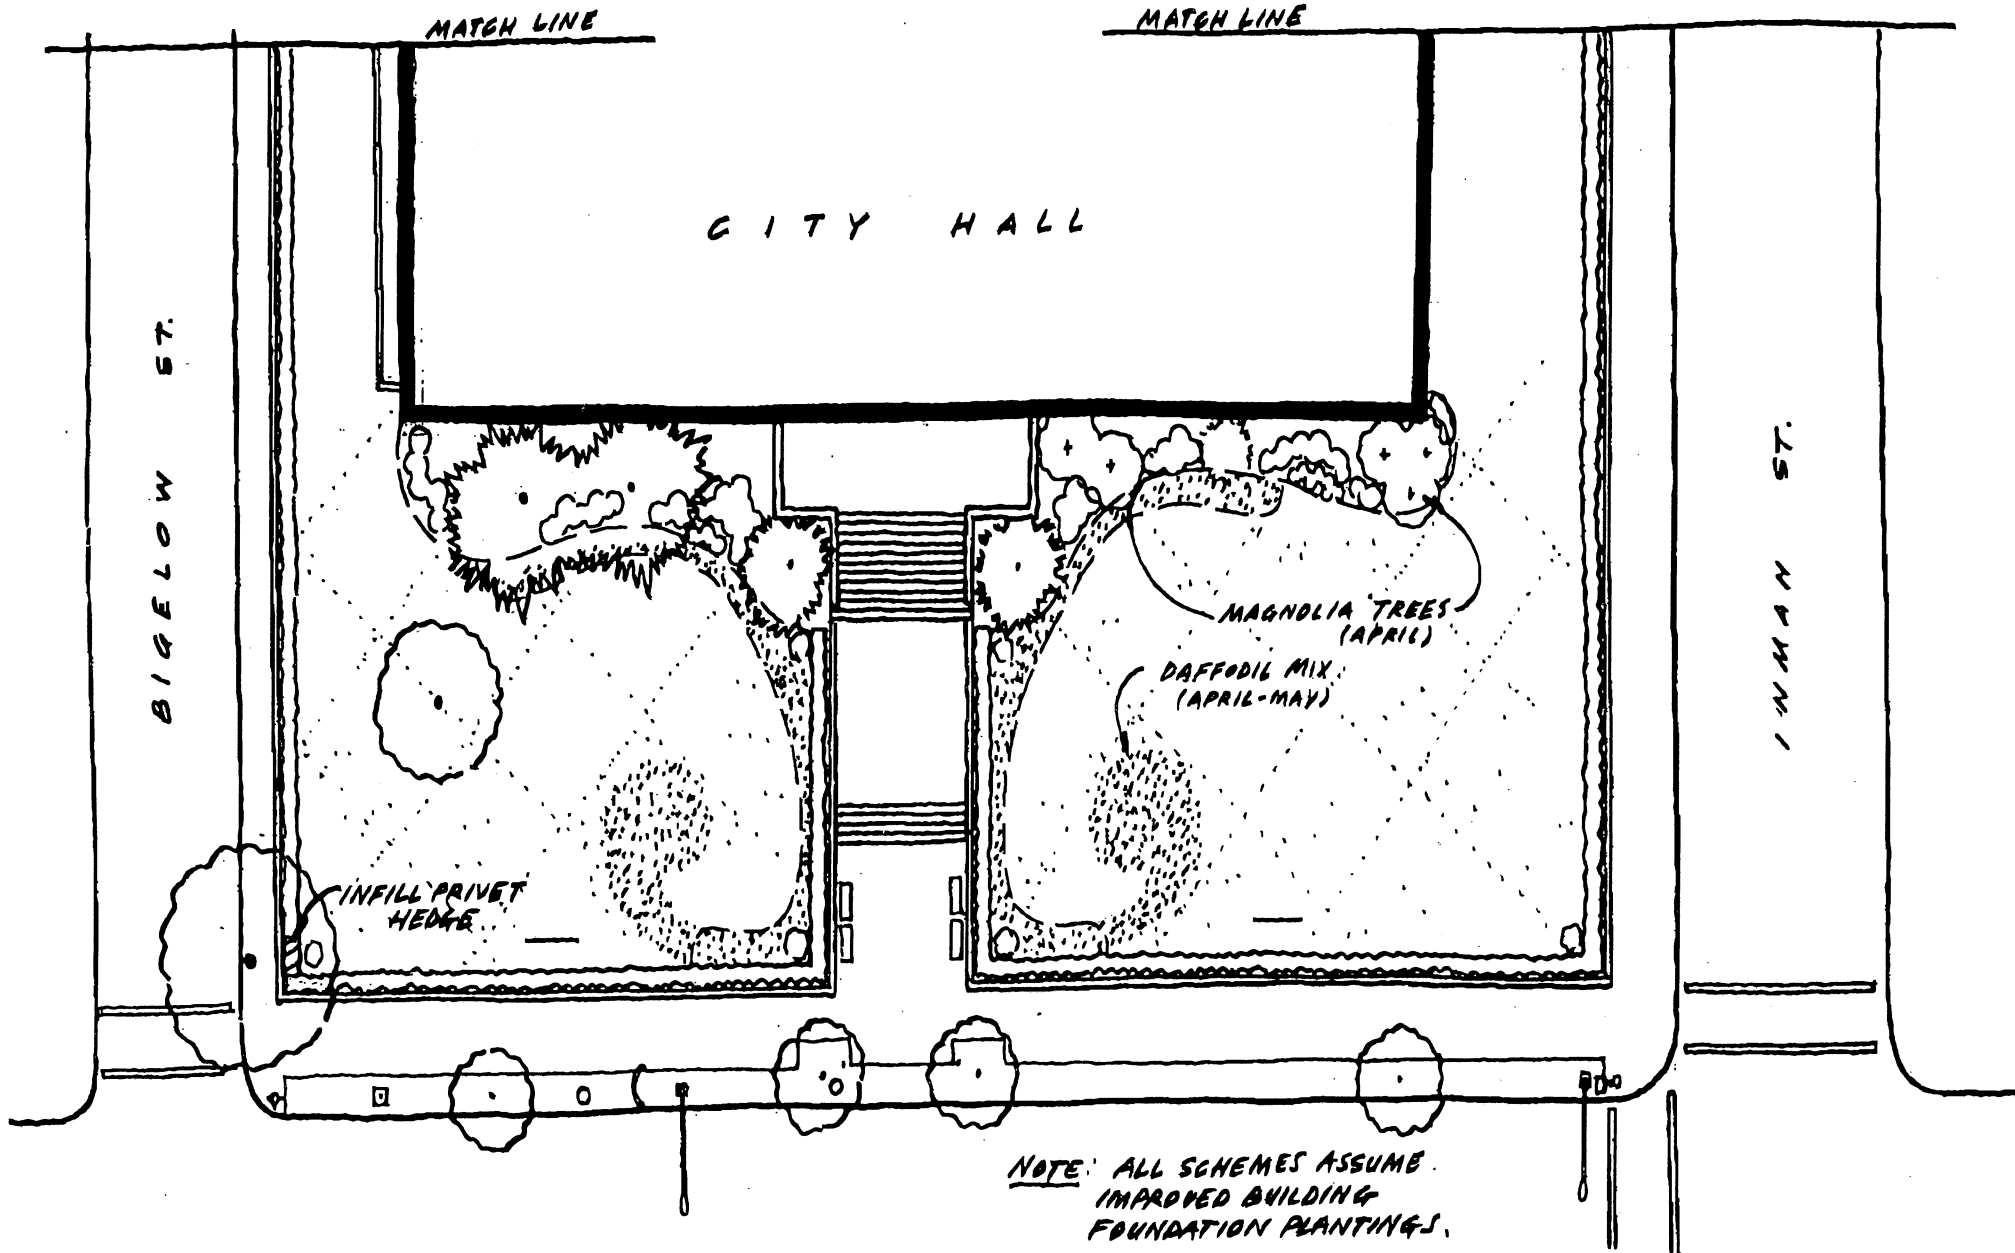 MATCH LINE
MATCH LINE
CITY HALL
BIGELOW ST.
INMAN ST.
MAGNOLIA TREES
(APRIL)
DAFFODIL MIX
(APRIL-MAY)
INFILL PRIVET
HEDGE
NOTE: ALL SCHEMES ASSUME
IMPROVED BUILDING
FOUNDATION PLANTINGS.